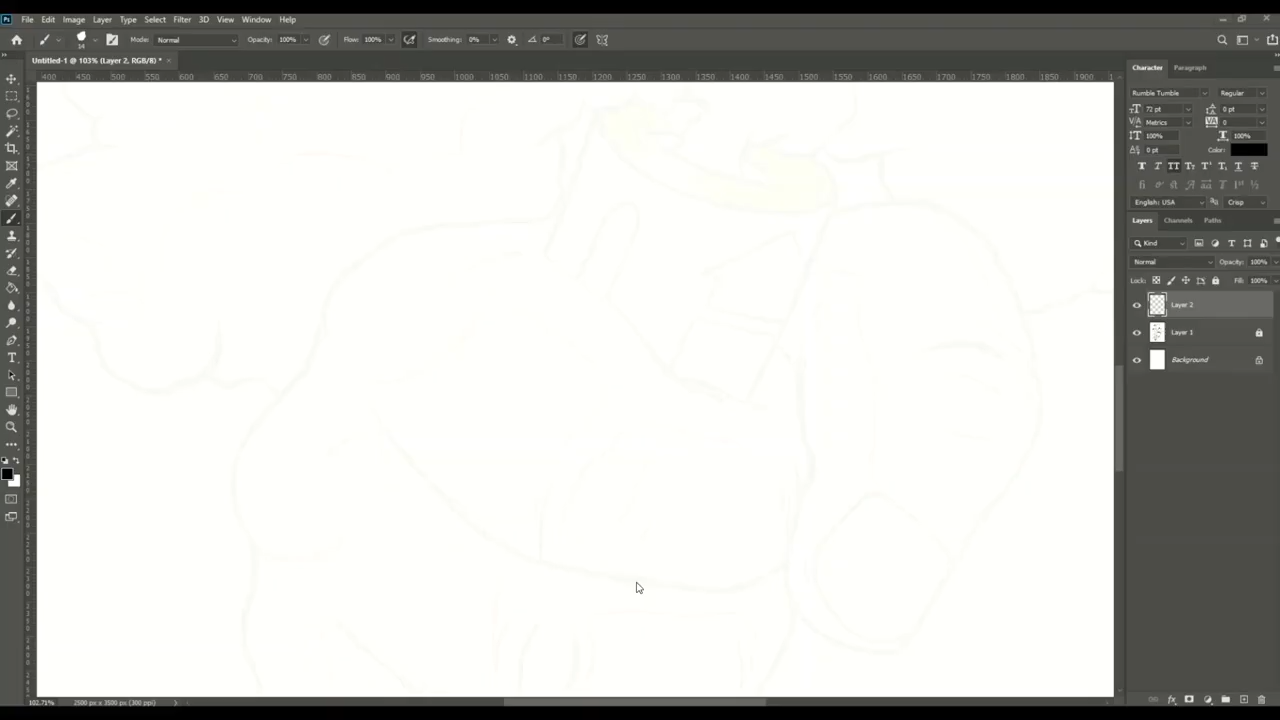 Ps File Edit Image Layer Type Select Filter 3D View Window Help
14 Mode: Normal Opacity: 100% Flow: 100% Smoothing: 0% 0°
Untitled-1 @ 103% (Layer 2, RGB/8) *
400 450 500 550 600 650 700 750 800 850 900 950 1000 1050 1100 1150 1200 1250 1300 1350 1400 1450 1500 1550 1600 1650 1700 1750 1800 1850 1900
Character Paragraph
Rumble Tumble Regular
72 pt 0 pt
Metrics 0
100% 100%
0 pt Color:
English: USA Crisp
Layers Channels Paths
Kind
Normal Opacity: 100%
Lock: Fill: 100%
Layer 2
Layer 1
Background
102.71% 2500 px x 3500 px (300 ppi)